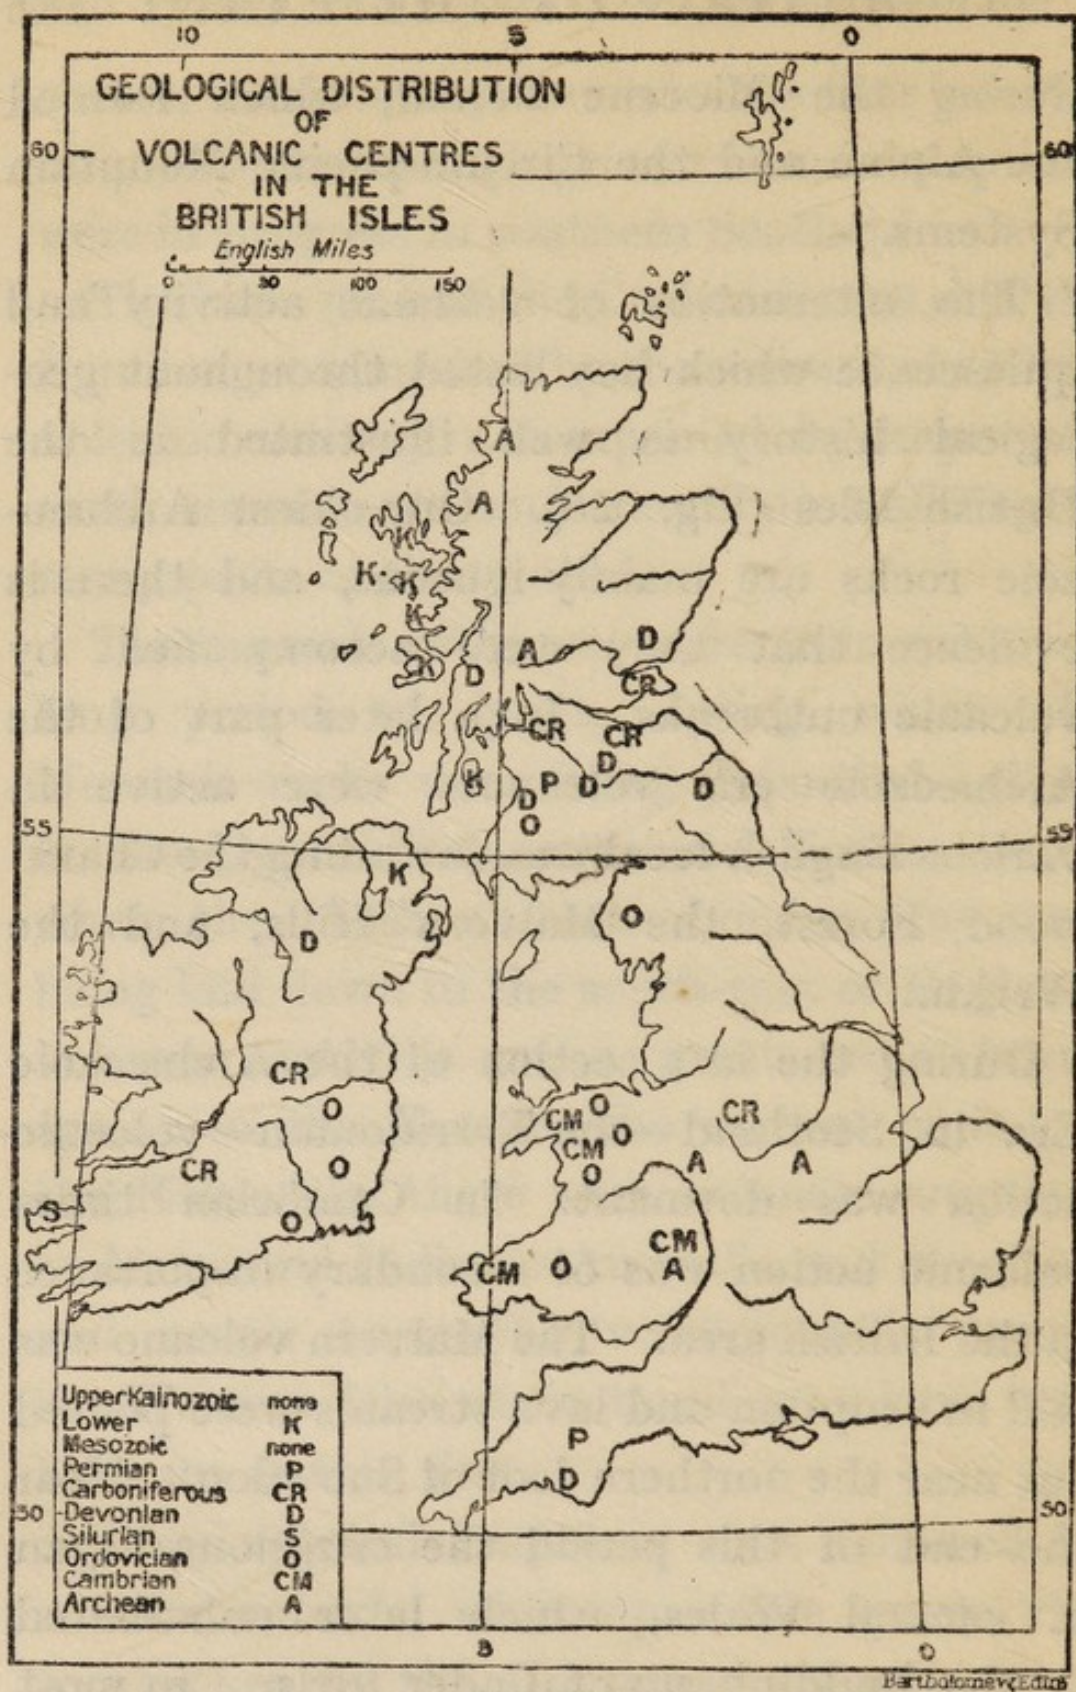 10 5 0
GEOLOGICAL DISTRIBUTION
OF
VOLCANIC CENTRES
IN THE
BRITISH ISLES
English Miles
0 50 100 150
60 60
A
A
K
K K
K
A D
K D CR
CR CR
D
K P D D
D
O
55 55
K
O
D
CR
O CR
CM O
CM O
O A A
CR O
S O
CM
CM O A
P
D
Upper Kainozoic none
Lower K
Mesozoic none
Permian P
Carboniferous CR
Devonian D
Silurian S
Ordovician O
Cambrian CM
Archean A
50 50
5 0
Bartholomew, Edin